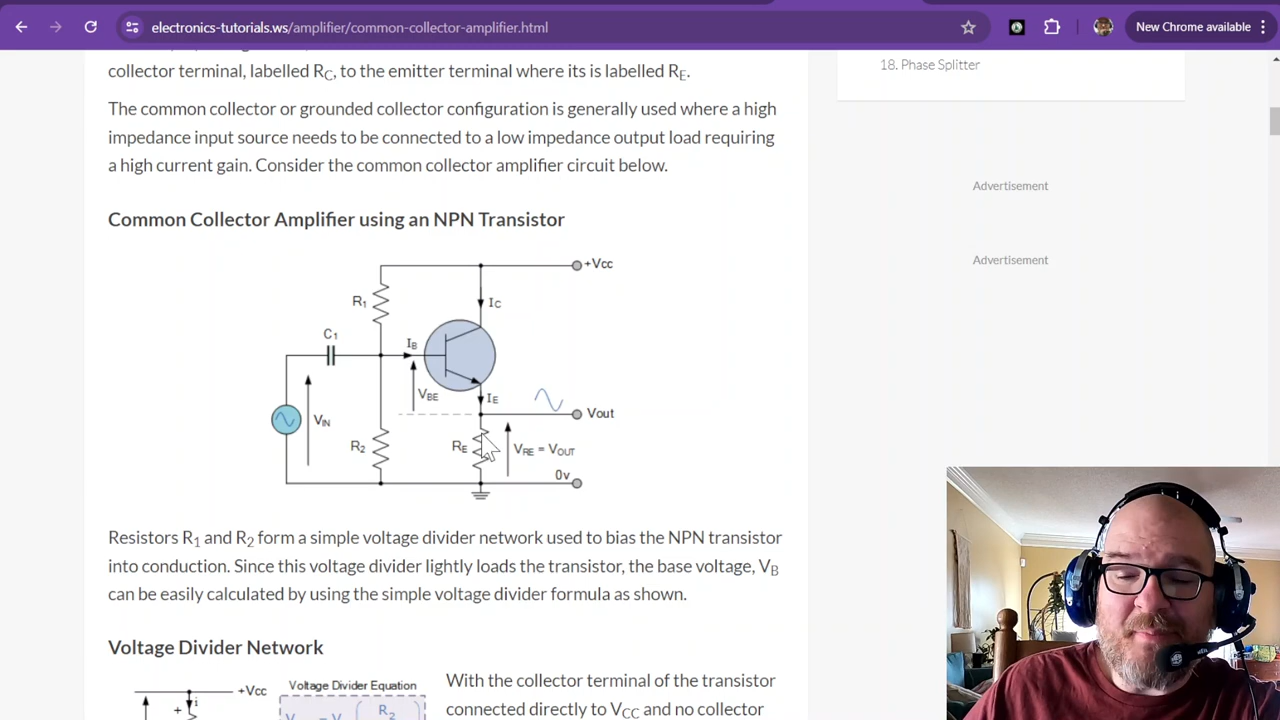 electronics-tutorials.ws/amplifier/common-collector-amplifier.html
New Chrome available
collector terminal, labelled RC, to the emitter terminal where its is labelled RE.
18. Phase Splitter
The common collector or grounded collector configuration is generally used where a high
impedance input source needs to be connected to a low impedance output load requiring
a high current gain. Consider the common collector amplifier circuit below.
Advertisement
Advertisement
Common Collector Amplifier using an NPN Transistor
+Vcc
R1
IC
C1
IB
VBE
IE
Vout
VIN
R2
RE
VRE = VOUT
0v
Resistors R1 and R2 form a simple voltage divider network used to bias the NPN transistor
into conduction. Since this voltage divider lightly loads the transistor, the base voltage, VB
can be easily calculated by using the simple voltage divider formula as shown.
Voltage Divider Network
+Vcc
i
+
Voltage Divider Equation
R2
With the collector terminal of the transistor
connected directly to VCC and no collector